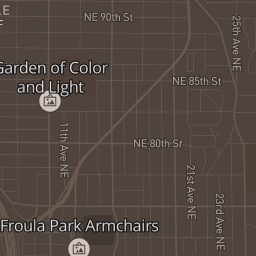 LE
NE 90th St
25th Ave NE
Garden of Color
and Light
NE 85th St
11th Ave NE
NE 80th St
21st Ave NE
23rd Ave NE
Froula Park Armchairs